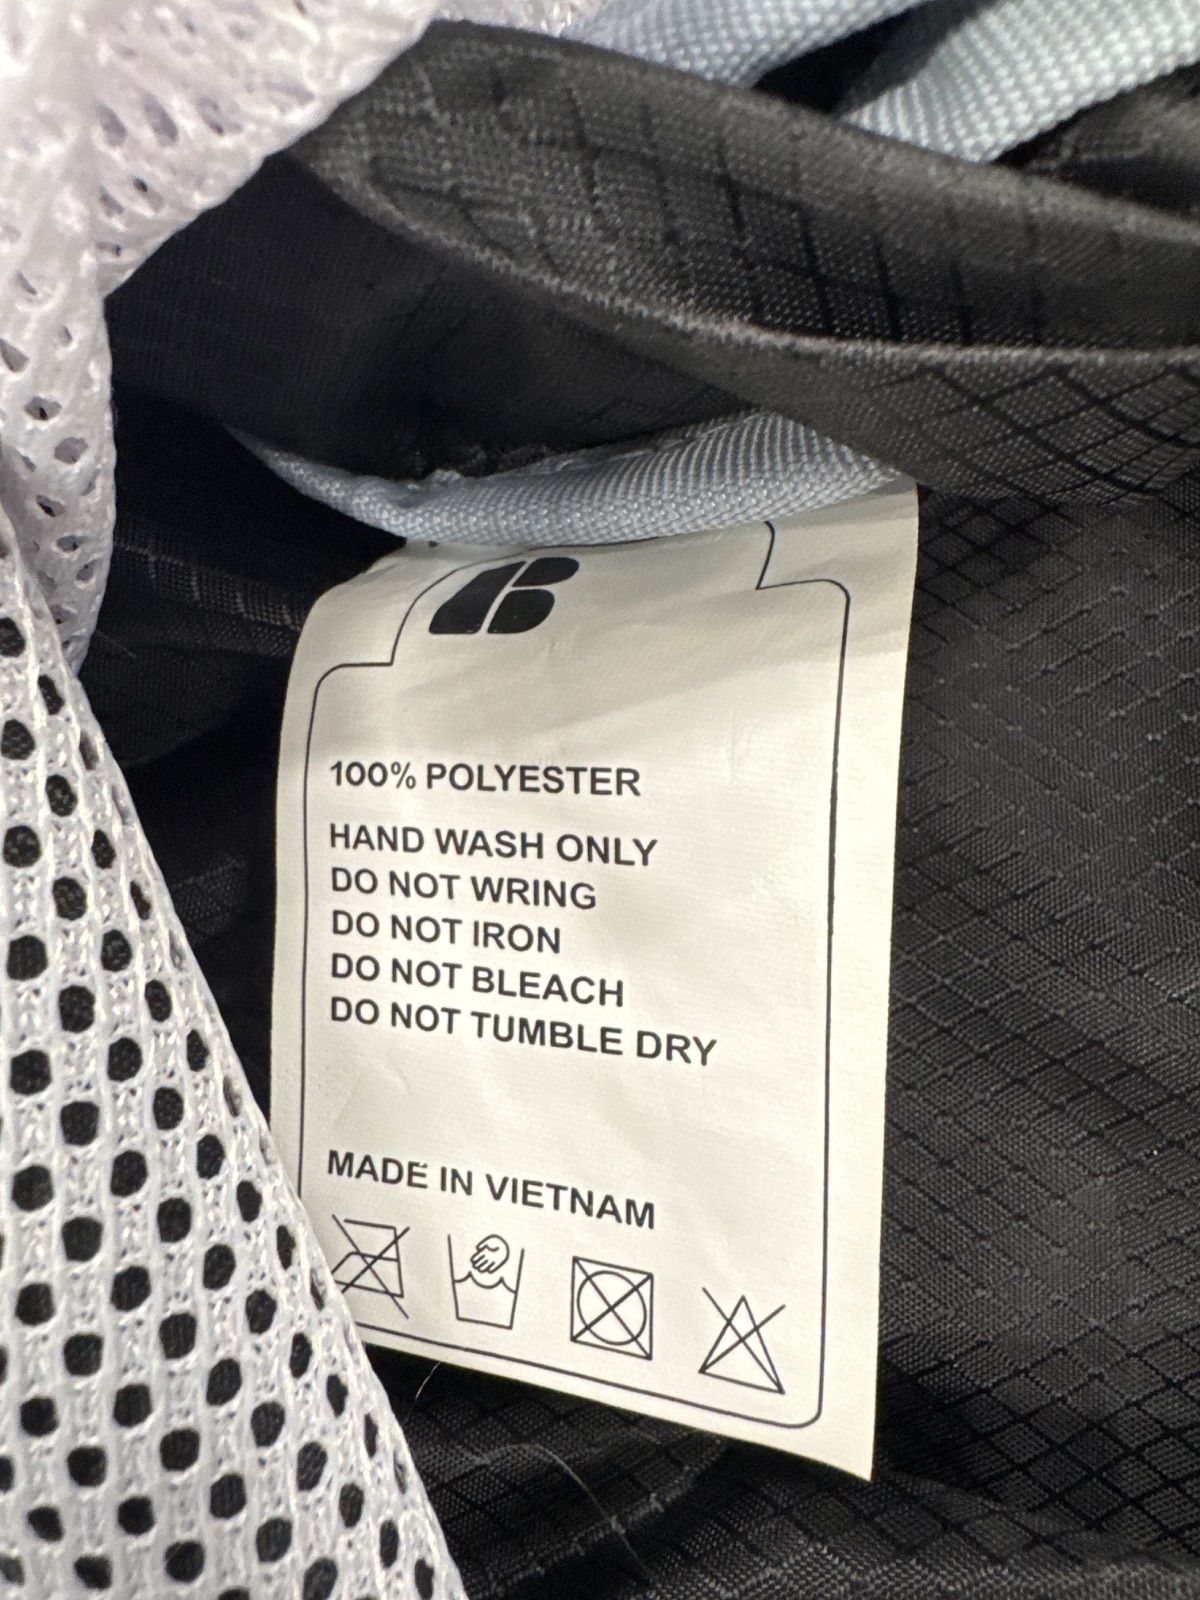 100% POLYESTER
HAND WASH ONLY
DO NOT WRING
DO NOT IRON
DO NOT BLEACH
DO NOT TUMBLE DRY
MADE IN VIETNAM